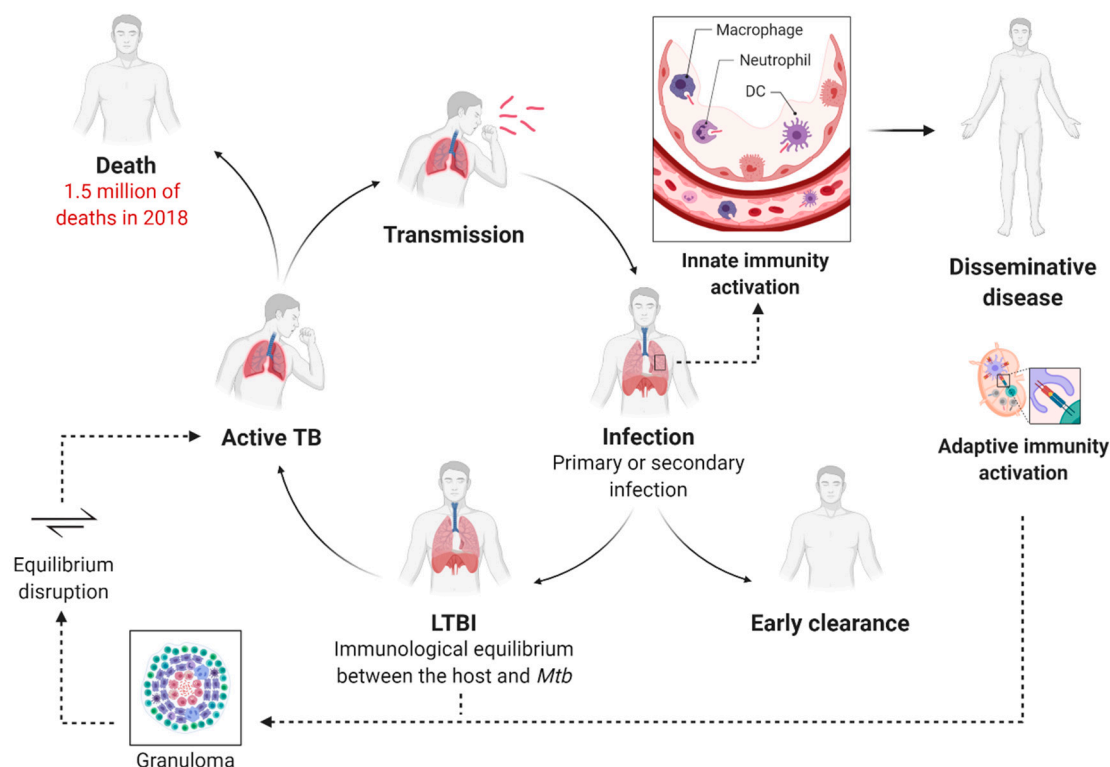 Macrophage
Neutrophil
DC
Death
1.5 million of
deaths in 2018
Transmission
Innate immunity
activation
Disseminative
disease
Active TB
Infection
Primary or secondary
infection
Adaptive immunity
activation
Equilibrium
disruption
LTBI
Immunological equilibrium
between the host and Mtb
Early clearance
Granuloma